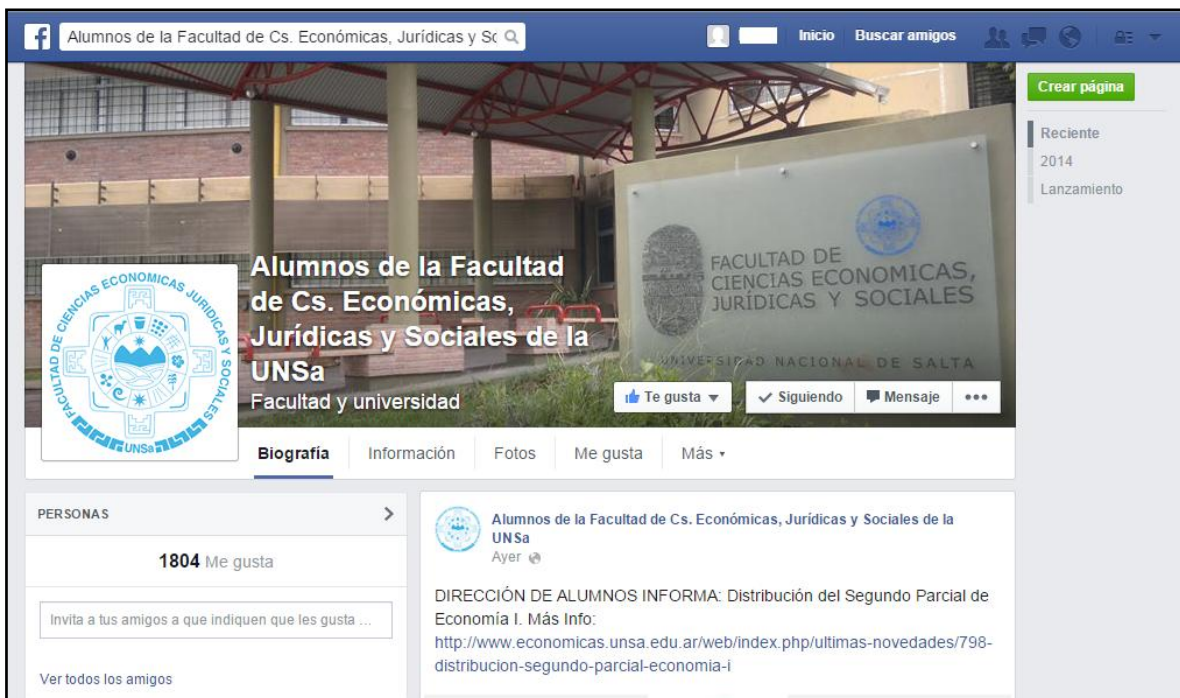 Alumnos de la Facultad de Cs. Económicas, Jurídicas y Sc
Inicio
Buscar amigos
Crear página
Reciente
2014
Lanzamiento
FACULTAD DE
CIENCIAS ECONOMICAS,
JURÍDICAS Y SOCIALES
UNIVERSIDAD NACIONAL DE SALTA
FACULTAD DE CIENCIAS ECONOMICAS JURIDICAS Y SOCIALES
UNSa
Alumnos de la Facultad
de Cs. Económicas,
Jurídicas y Sociales de la
UNSa
Facultad y universidad
Te gusta
Siguiendo
Mensaje
Biografía
Información
Fotos
Me gusta
Más
PERSONAS
1804 Me gusta
Invita a tus amigos a que indiquen que les gusta ...
Ver todos los amigos
Alumnos de la Facultad de Cs. Económicas, Jurídicas y Sociales de la
UNSa
Ayer
DIRECCIÓN DE ALUMNOS INFORMA: Distribución del Segundo Parcial de
Economía I. Más Info:
http://www.economicas.unsa.edu.ar/web/index.php/ultimas-novedades/798-
distribucion-segundo-parcial-economia-i